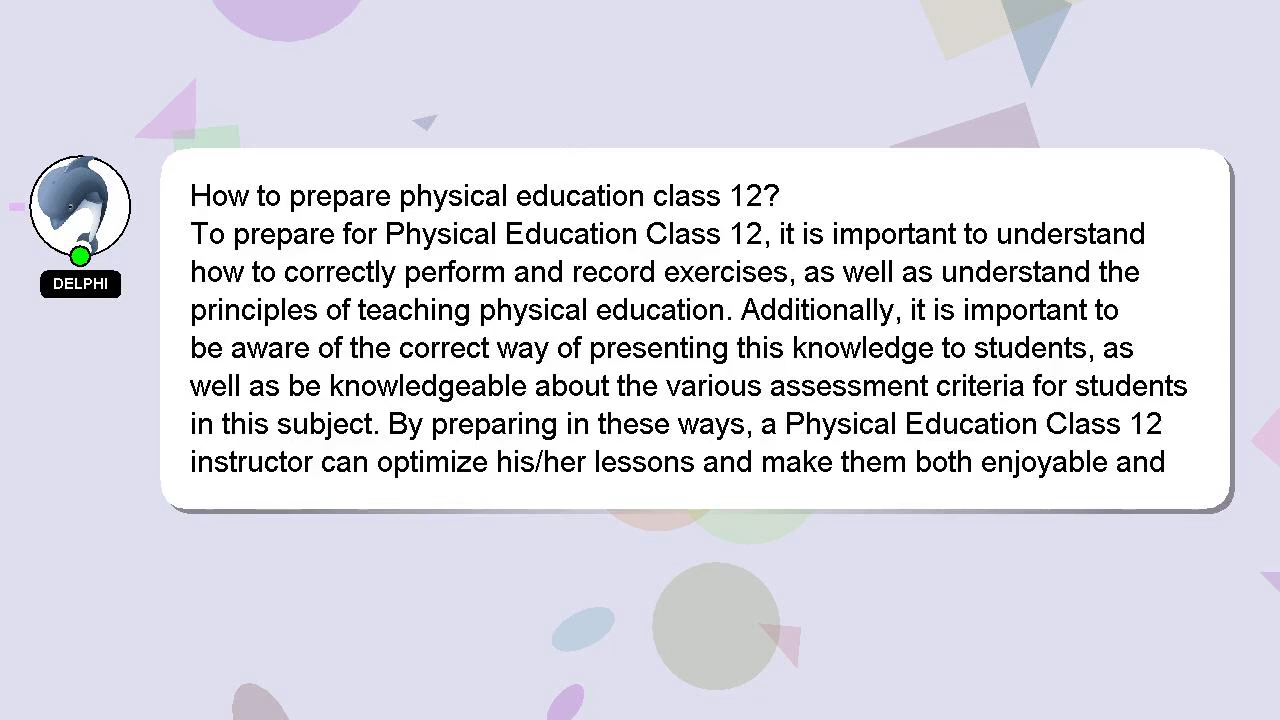 How to prepare physical education class 12?
To prepare for Physical Education Class 12, it is important to understand
how to correctly perform and record exercises, as well as understand the
principles of teaching physical education. Additionally, it is important to
be aware of the correct way of presenting this knowledge to students, as
well as be knowledgeable about the various assessment criteria for students
in this subject. By preparing in these ways, a Physical Education Class 12
instructor can optimize his/her lessons and make them both enjoyable and
DELPHI